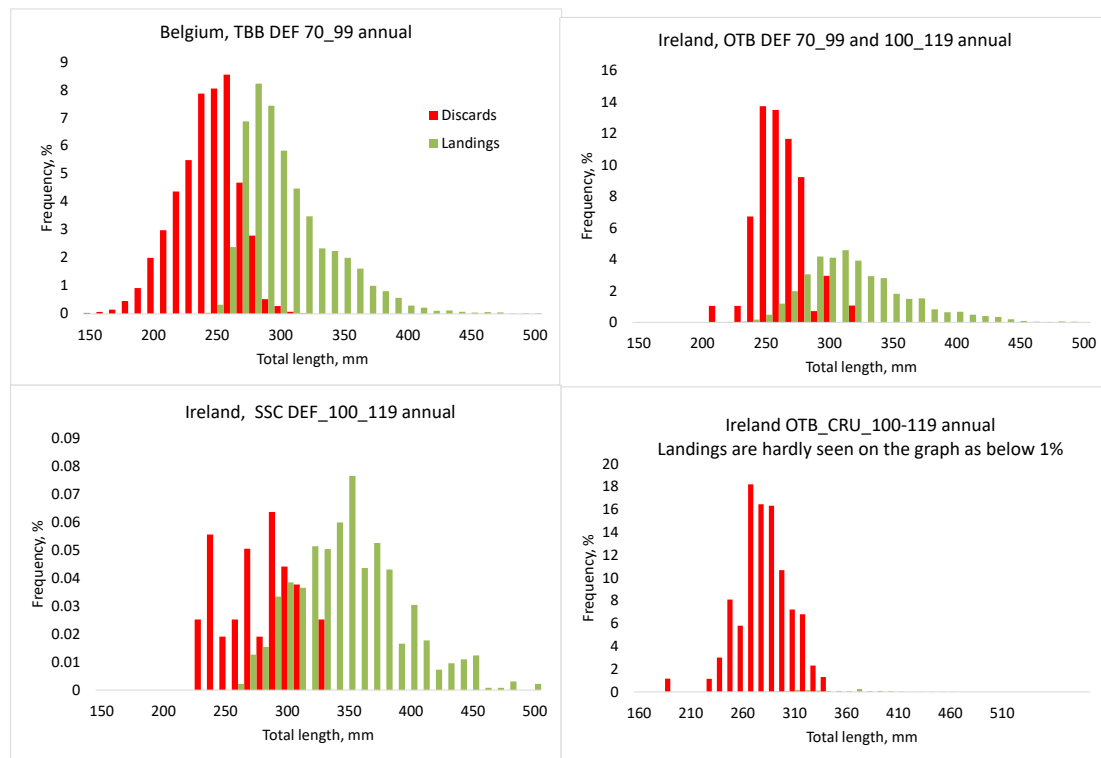 Belgium, TBB DEF 70_99 annual
9
8
7
6
5
4
3
2
1
0
Frequency, %
150 200 250 300 350 400 450 500
Total length, mm
Discards
Landings
Ireland, OTB DEF 70_99 and 100_119 annual
16
14
12
10
8
6
4
2
0
Frequency, %
150 200 250 300 350 400 450 500
Total length, mm
Ireland,  SSC DEF_100_119 annual
0.09
0.08
0.07
0.06
0.05
0.04
0.03
0.02
0.01
0
Frequency, %
150 200 250 300 350 400 450 500
Total length, mm
Ireland OTB_CRU_100-119 annual
Landings are hardly seen on the graph as below 1%
20
18
16
14
12
10
8
6
4
2
0
Frequency, %
160 210 260 310 360 410 460 510
Total length, mm